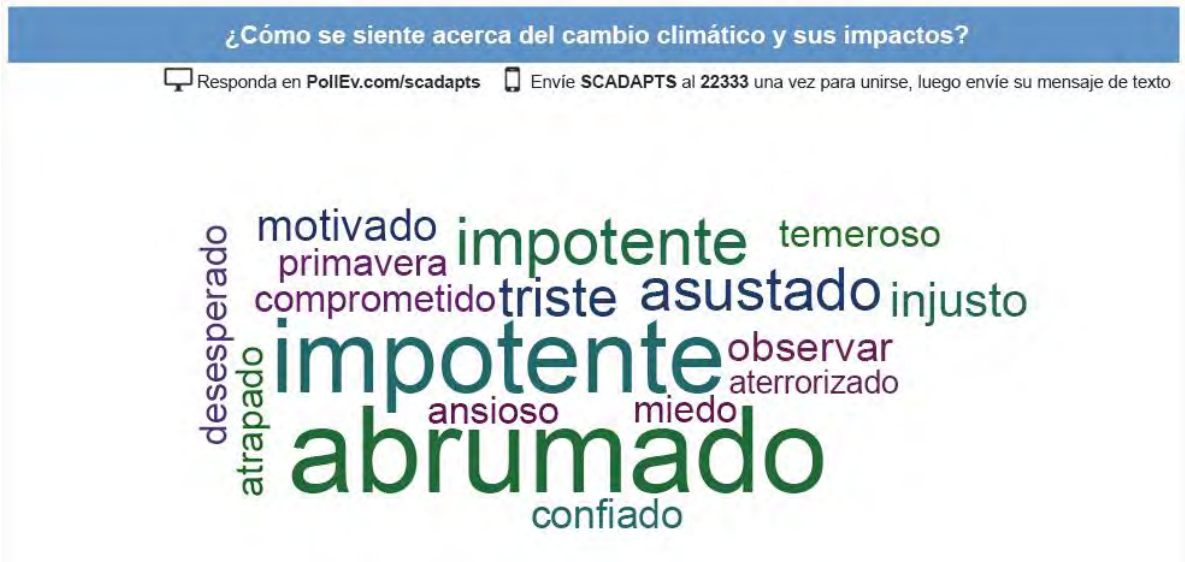 ¿Cómo se siente acerca del cambio climático y sus impactos?
Responda en PollEv.com/scadapts Envíe SCADAPTS al 22333 una vez para unirse, luego envíe su mensaje de texto
motivado
impotente
temeroso
desesperado
primavera
comprometido
triste
asustado
injusto
impotente
observar
aterrorizado
atrapado
ansioso
miedo
abrumado
confiado